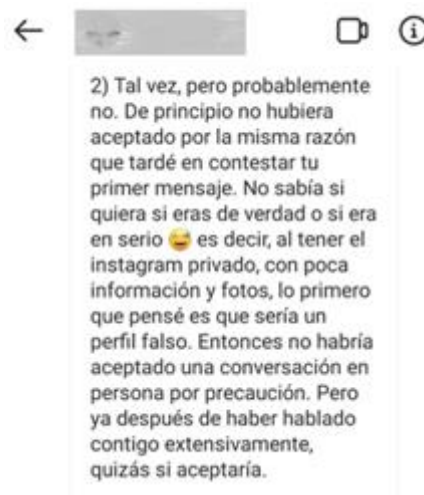 2) Tal vez, pero probablemente
no. De principio no hubiera
aceptado por la misma razón
que tardé en contestar tu
primer mensaje. No sabía si
quiera si eras de verdad o si era
en serio 😅 es decir, al tener el
instagram privado, con poca
información y fotos, lo primero
que pensé es que sería un
perfil falso. Entonces no habría
aceptado una conversación en
persona por precaución. Pero
ya después de haber hablado
contigo extensivamente,
quizás si aceptaría.